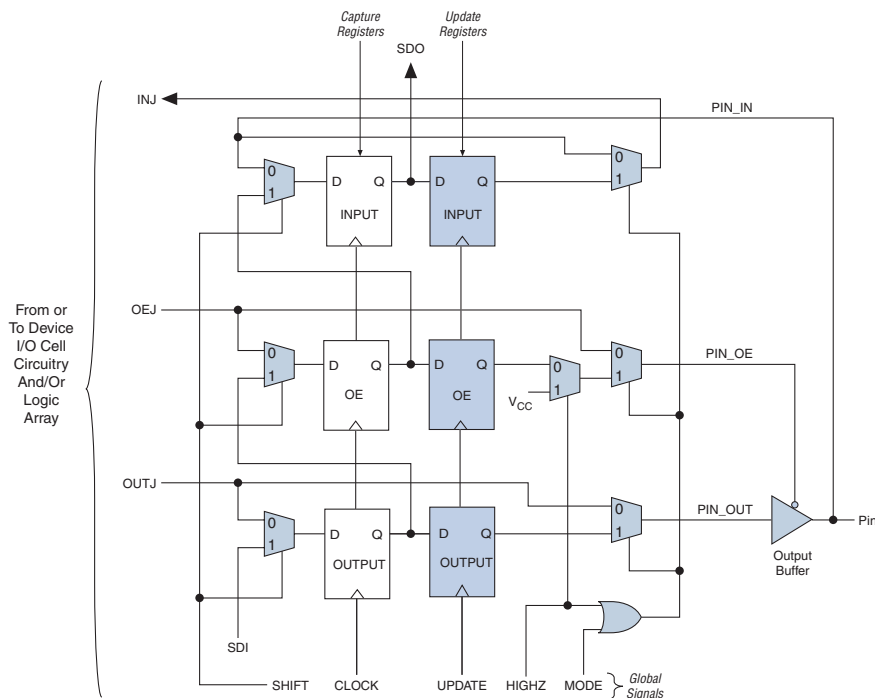 Capture
Registers
Update
Registers
SDO
INJ
PIN_IN
0
1
D Q
INPUT
D Q
INPUT
0
1
From or
To Device
I/O Cell
Circuitry
And/Or
Logic
Array
OEJ
0
1
D Q
OE
D Q
OE
0
1
VCC
0
1
PIN_OE
OUTJ
0
1
D Q
OUTPUT
D Q
OUTPUT
0
1
PIN_OUT
Pin
Output
Buffer
SDI
SHIFT
CLOCK
UPDATE
HIGHZ
MODE
Global
Signals